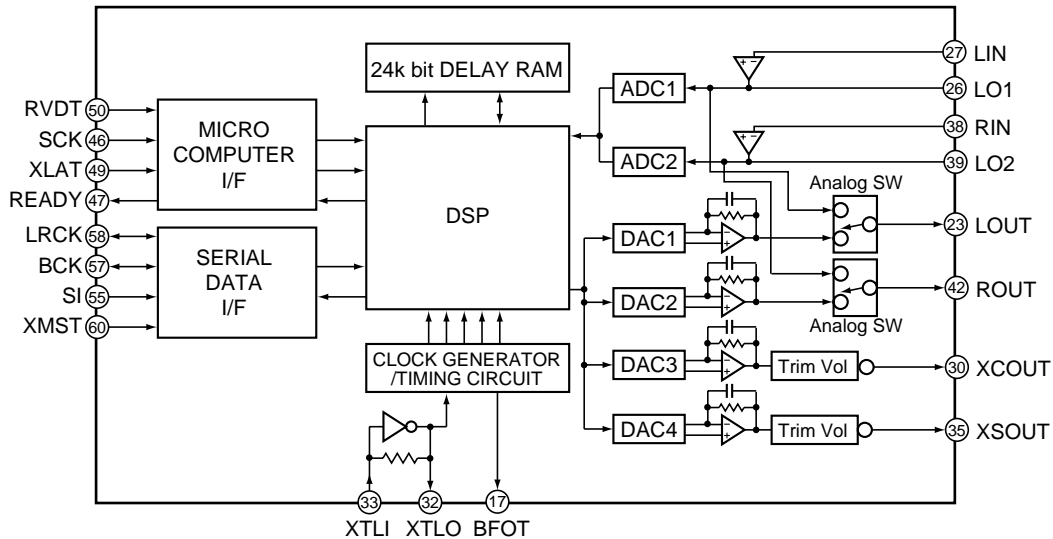 RVDT 50
SCK 46
XLAT 49
READY 47
LRCK 58
BCK 57
SI 55
XMST 60
MICRO
COMPUTER
I/F
SERIAL
DATA
I/F
24k bit DELAY RAM
DSP
CLOCK GENERATOR
/TIMING CIRCUIT
33 XTLI
32 XTLO
17 BFOT
ADC1
ADC2
+ −
+ −
DAC1
− +
DAC2
− +
DAC3
− +
Trim Vol
DAC4
− +
Trim Vol
Analog SW
Analog SW
27 LIN
26 LO1
38 RIN
39 LO2
23 LOUT
42 ROUT
30 XCOUT
35 XSOUT